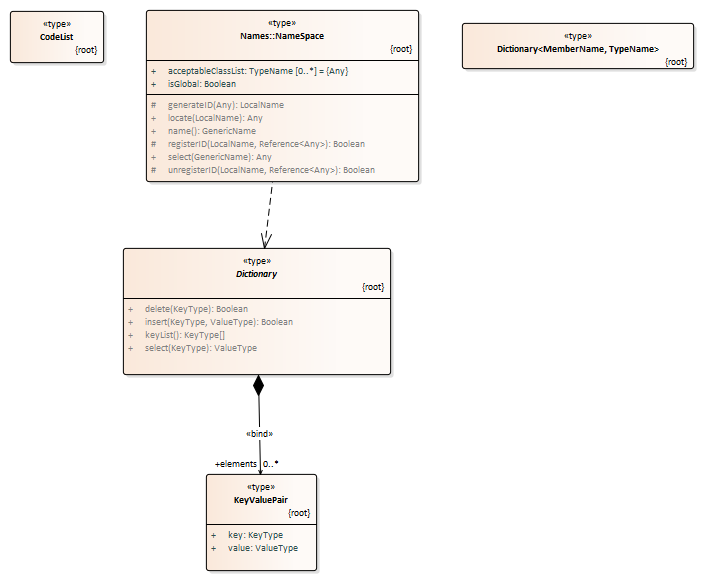 «type»
CodeList
{root}
«type»
Names::NameSpace
{root}
+ acceptableClassList: TypeName [0..*] = {Any}
+ isGlobal: Boolean
# generateID(Any): LocalName
+ locate(LocalName): Any
+ name(): GenericName
# registerID(LocalName, Reference<Any>): Boolean
+ select(GenericName): Any
# unregisterID(LocalName, Reference<Any>): Boolean
«type»
Dictionary<MemberName, TypeName>
{root}
«type»
Dictionary
{root}
+ delete(KeyType): Boolean
+ insert(KeyType, ValueType): Boolean
+ keyList(): KeyType[]
+ select(KeyType): ValueType
«bind»
+elements 0..*
«type»
KeyValuePair
{root}
+ key: KeyType
+ value: ValueType